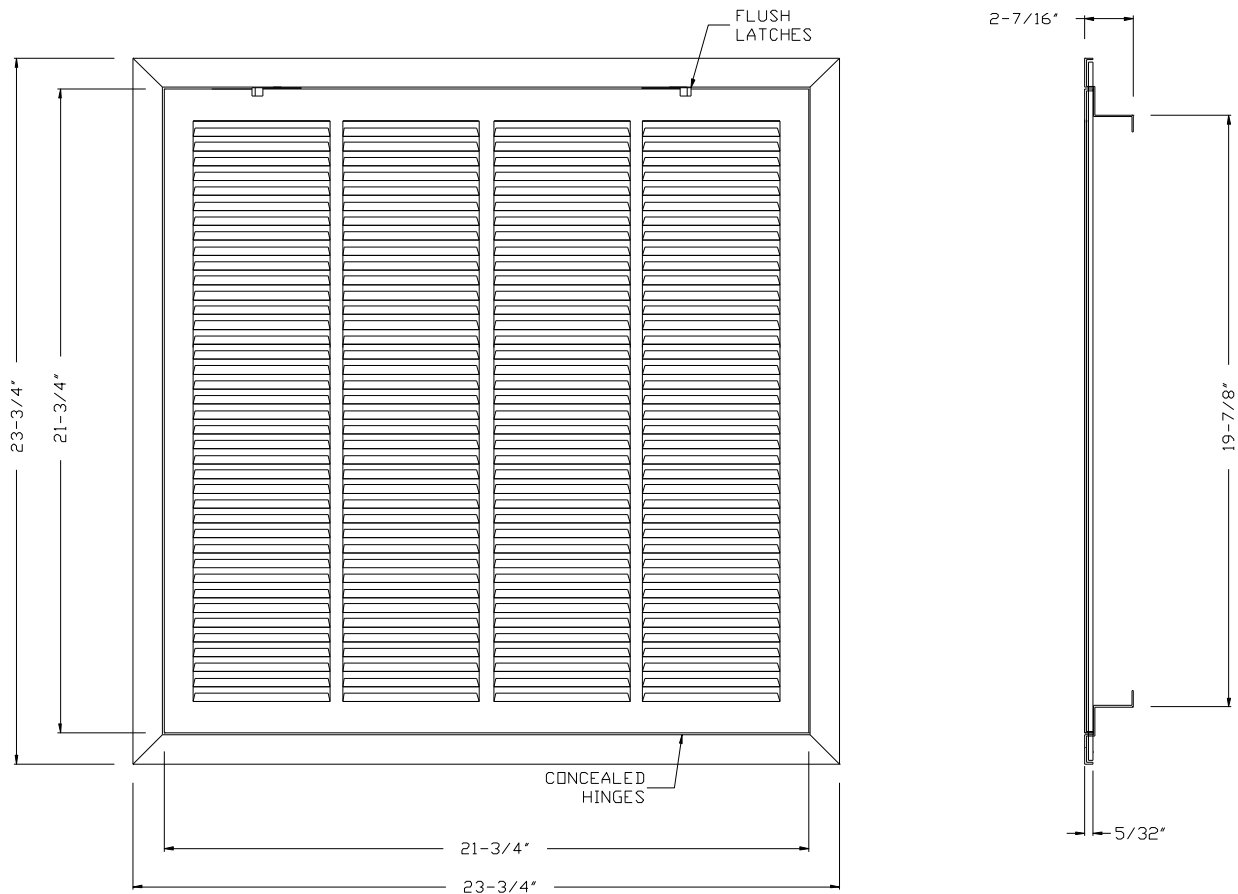 FLUSH
LATCHES
2-7/16"
23-3/4"
21-3/4"
19-7/8"
CONCEALED
HINGES
5/32"
21-3/4"
23-3/4"